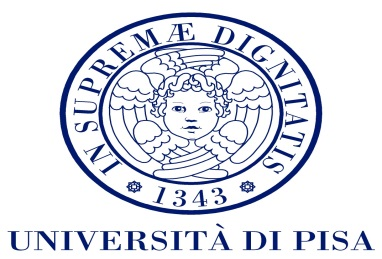 IN SUPREMÆ DIGNITATIS
1343
UNIVERSITÀ DI PISA